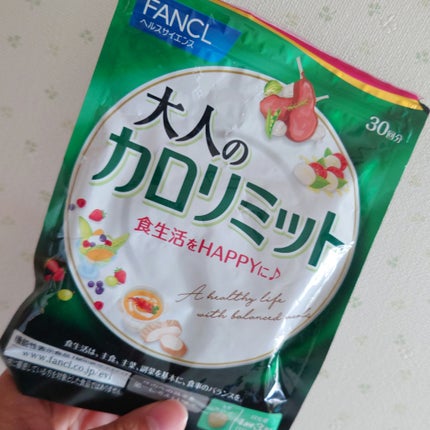 FANCL
ヘルスサイエンス
30回分
大人の
カロリミット
食生活をHAPPYに♪
A healthy life
with balanced
食生活は、主食、主菜、副菜を基本に、食事のバランスを。
www.fancl.co.jp